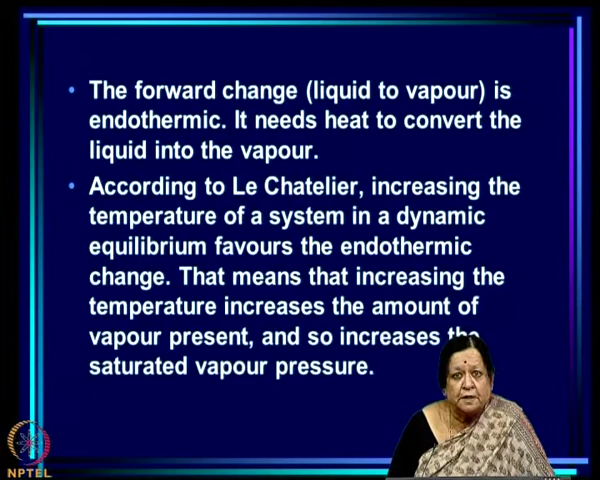 • The forward change (liquid to vapour) is
endothermic. It needs heat to convert the
liquid into the vapour.
• According to Le Chatelier, increasing the
temperature of a system in a dynamic
equilibrium favours the endothermic
change. That means that increasing the
temperature increases the amount of
vapour present, and so increases the
saturated vapour pressure.
NPTEL